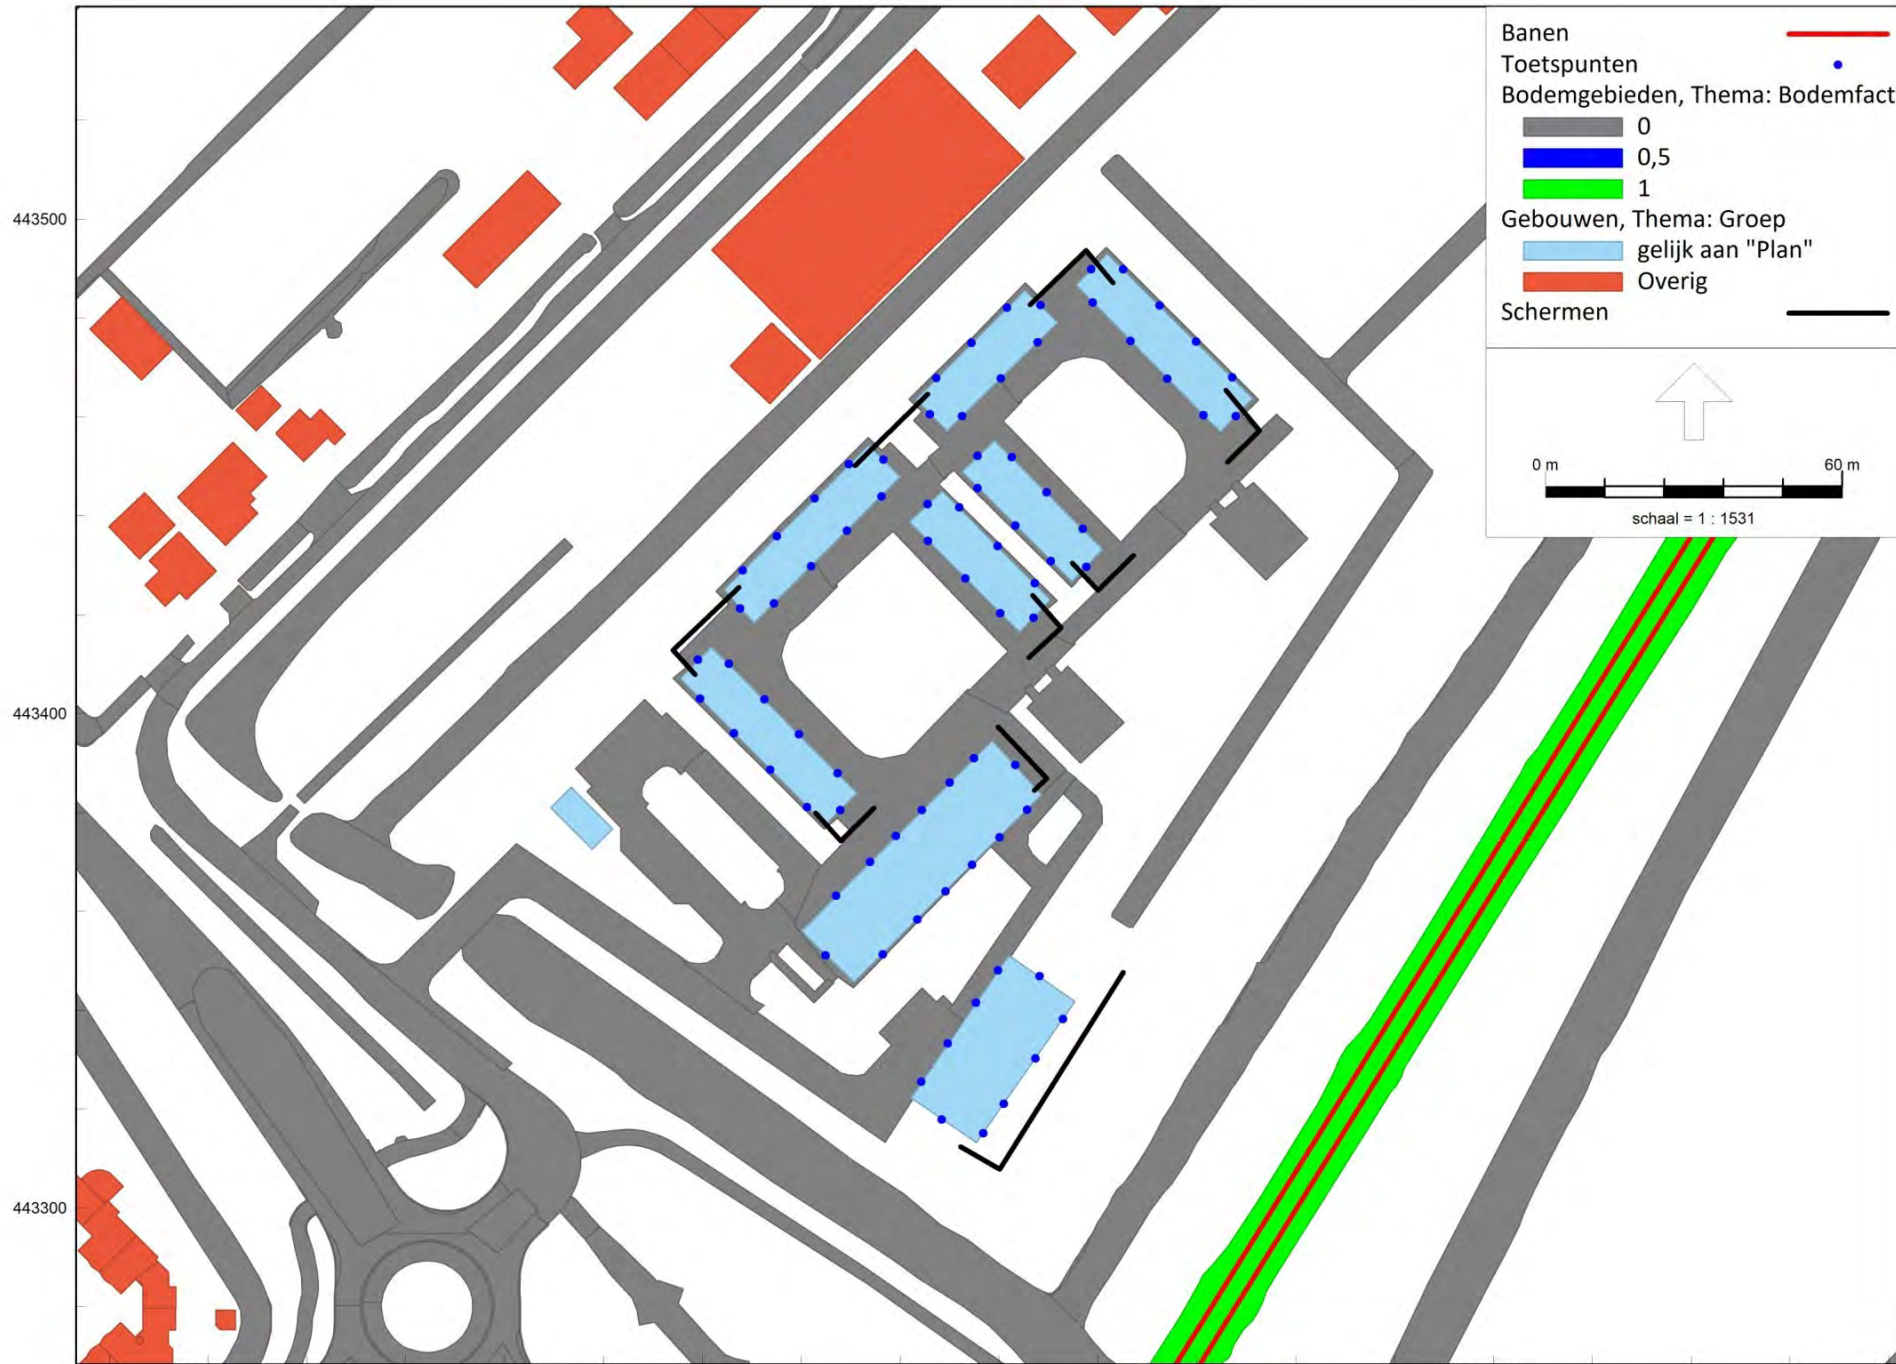 Banen
Toetspunten
Bodemgebieden, Thema: Bodemfact
0
0,5
1
Gebouwen, Thema: Groep
gelijk aan "Plan"
Overig
Schermen
0 m 60 m
schaal = 1 : 1531
443500
443400
443300